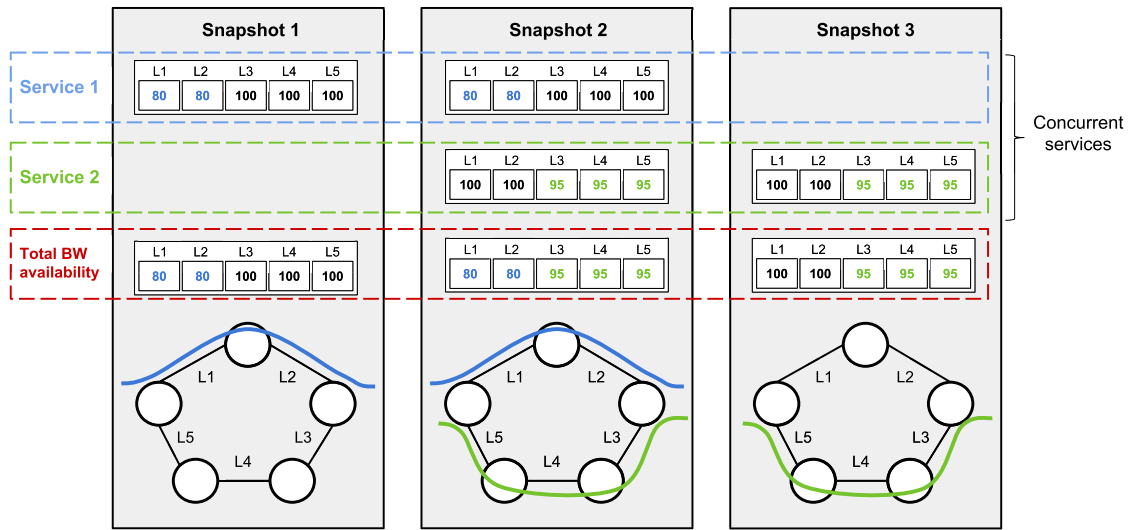 Snapshot 1 Snapshot 2 Snapshot 3
Service 1
L1 L2 L3 L4 L5
80 80 100 100 100
L1 L2 L3 L4 L5
80 80 100 100 100
Concurrent
services
Service 2
L1 L2 L3 L4 L5
100 100 95 95 95
L1 L2 L3 L4 L5
100 100 95 95 95
Total BW
availability
L1 L2 L3 L4 L5
80 80 100 100 100
L1 L2 L3 L4 L5
80 80 95 95 95
L1 L2 L3 L4 L5
100 100 95 95 95
L1 L2
L5 L3
L4
L1 L2
L5 L3
L4
L1 L2
L5 L3
L4